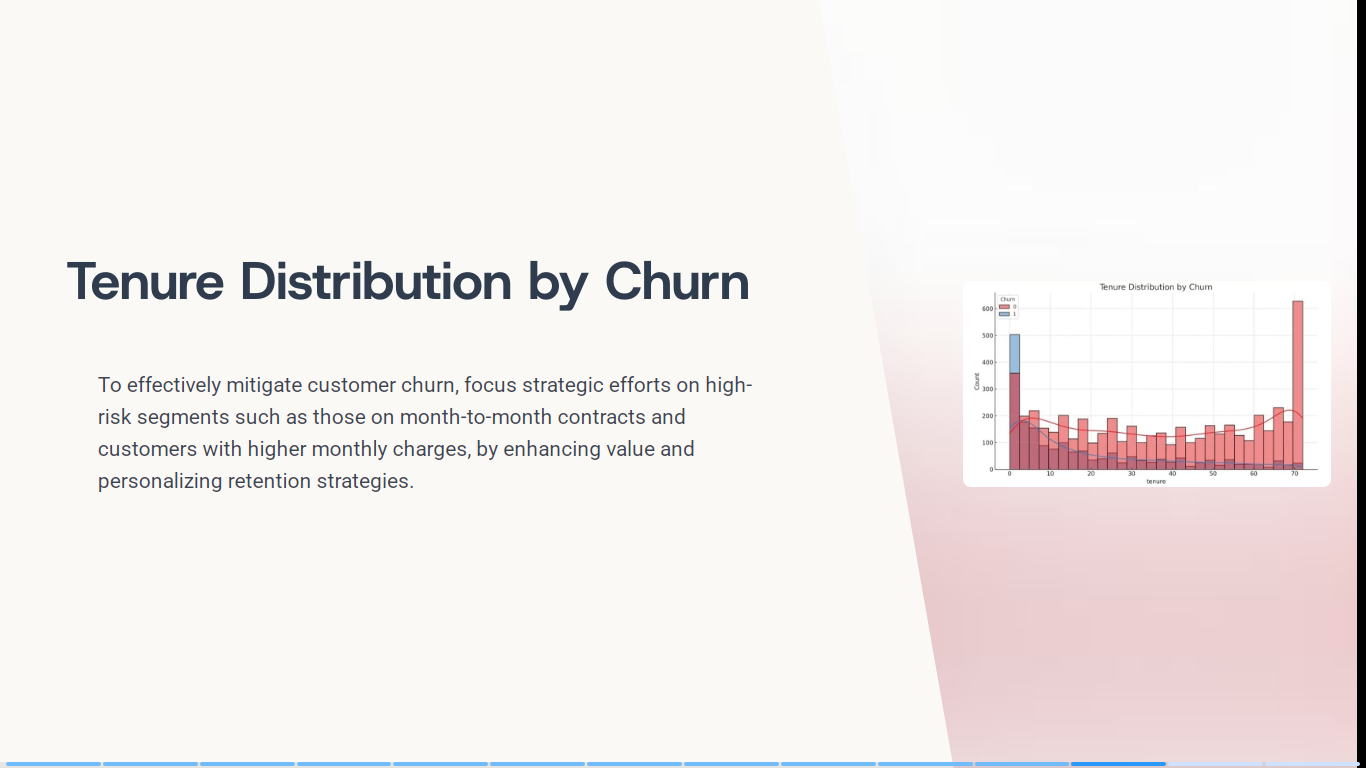 Tenure Distribution by Churn
To effectively mitigate customer churn, focus strategic efforts on high-
risk segments such as those on month-to-month contracts and
customers with higher monthly charges, by enhancing value and
personalizing retention strategies.
Tenure Distribution by Churn
Churn
0
1
600
500
400
300
200
100
0
Count
0 10 20 30 40 50 60 70
tenure